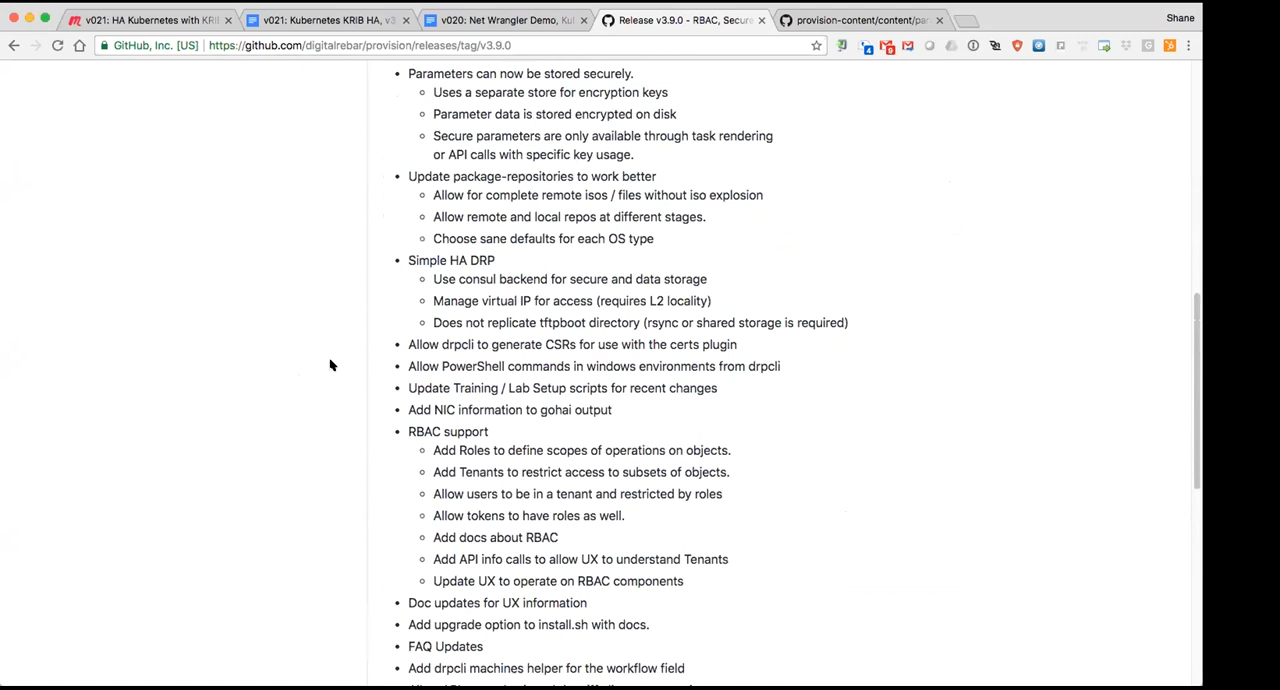 v021: HA Kubernetes with KRI
v021: Kubernetes KRIB HA, v3
v020: Net Wrangler Demo, Ku
Release v3.9.0 - RBAC, Secure
provision-content/content/par
Shane
GitHub, Inc. [US]
https://github.com/digitalrebar/provision/releases/tag/v3.9.0
• Parameters can now be stored securely.
○ Uses a separate store for encryption keys
○ Parameter data is stored encrypted on disk
○ Secure parameters are only available through task rendering
or API calls with specific key usage.
• Update package-repositories to work better
○ Allow for complete remote isos / files without iso explosion
○ Allow remote and local repos at different stages.
○ Choose sane defaults for each OS type
• Simple HA DRP
○ Use consul backend for secure and data storage
○ Manage virtual IP for access (requires L2 locality)
○ Does not replicate tftpboot directory (rsync or shared storage is required)
• Allow drpcli to generate CSRs for use with the certs plugin
• Allow PowerShell commands in windows environments from drpcli
• Update Training / Lab Setup scripts for recent changes
• Add NIC information to gohai output
• RBAC support
○ Add Roles to define scopes of operations on objects.
○ Add Tenants to restrict access to subsets of objects.
○ Allow users to be in a tenant and restricted by roles
○ Allow tokens to have roles as well.
○ Add docs about RBAC
○ Add API info calls to allow UX to understand Tenants
○ Update UX to operate on RBAC components
• Doc updates for UX information
• Add upgrade option to install.sh with docs.
• FAQ Updates
• Add drpcli machines helper for the workflow field